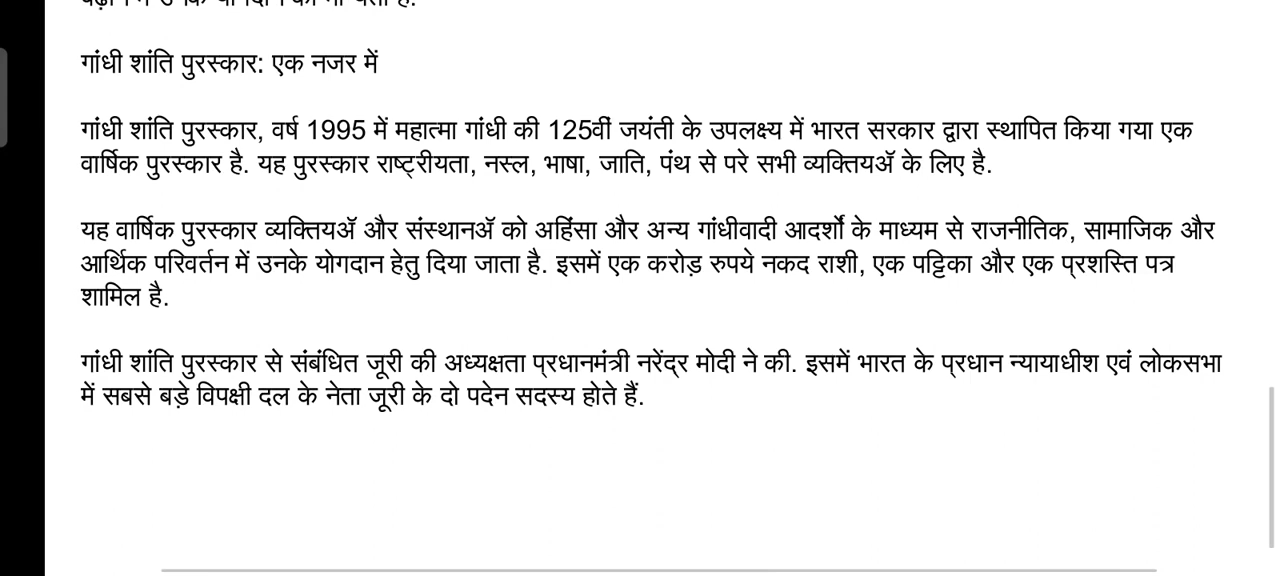 गांधी शांति पुरस्कार: एक नजर में
गांधी शांति पुरस्कार, वर्ष 1995 में महात्मा गांधी की 125वीं जयंती के उपलक्ष्य में भारत सरकार द्वारा स्थापित किया गया एक
वार्षिक पुरस्कार है. यह पुरस्कार राष्ट्रीयता, नस्ल, भाषा, जाति, पंथ से परे सभी व्यक्तियॲ के लिए है.
यह वार्षिक पुरस्कार व्यक्तियॲ और संस्थानॲ को अहिंसा और अन्य गांधीवादी आदर्शों के माध्यम से राजनीतिक, सामाजिक और
आर्थिक परिवर्तन में उनके योगदान हेतु दिया जाता है. इसमें एक करोड़ रुपये नकद राशी, एक पट्टिका और एक प्रशस्ति पत्र
शामिल है.
गांधी शांति पुरस्कार से संबंधित जूरी की अध्यक्षता प्रधानमंत्री नरेंद्र मोदी ने की. इसमें भारत के प्रधान न्यायाधीश एवं लोकसभा
में सबसे बड़े विपक्षी दल के नेता जूरी के दो पदेन सदस्य होते हैं.